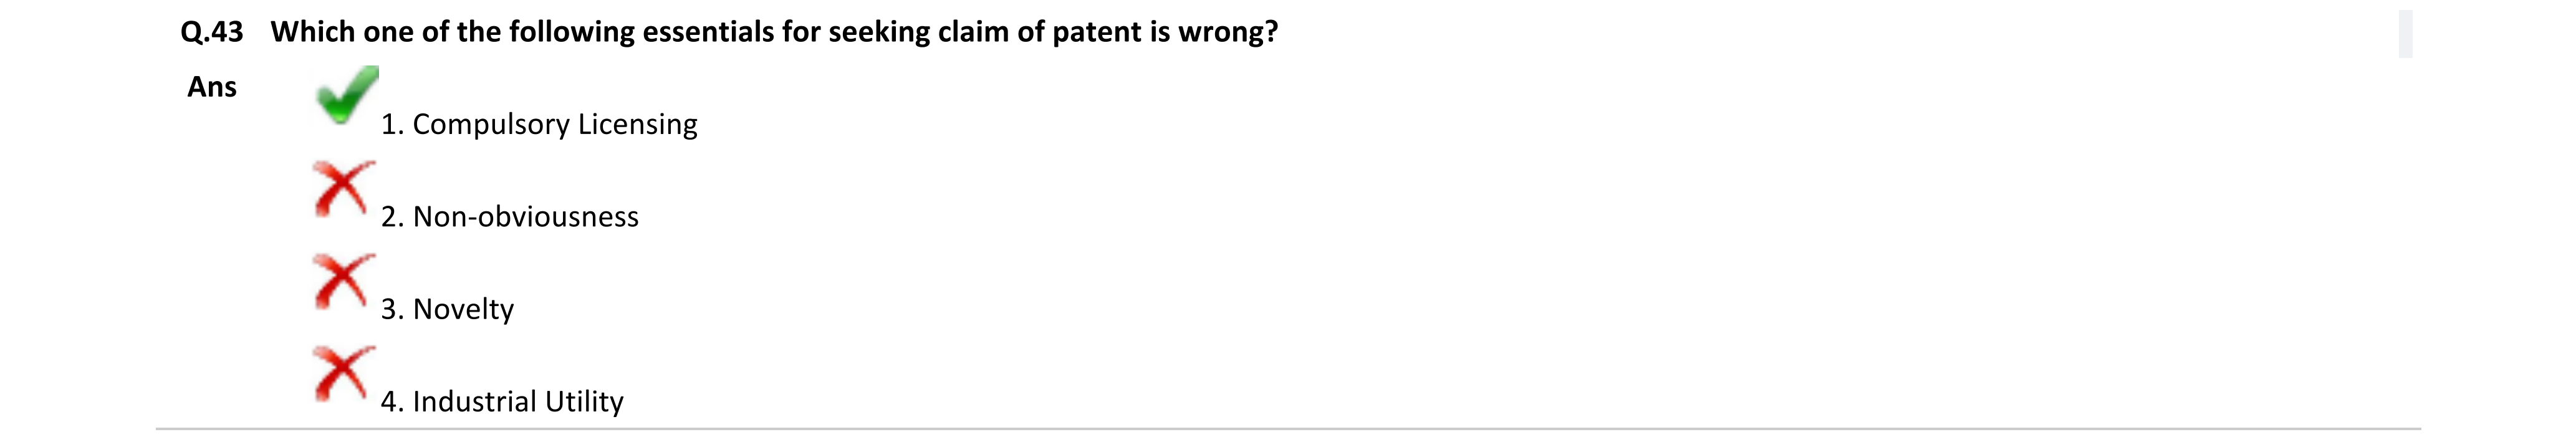 Q.43 Which one of the following essentials for seeking claim of patent is wrong?
Ans
1. Compulsory Licensing
2. Non-obviousness
3. Novelty
4. Industrial Utility